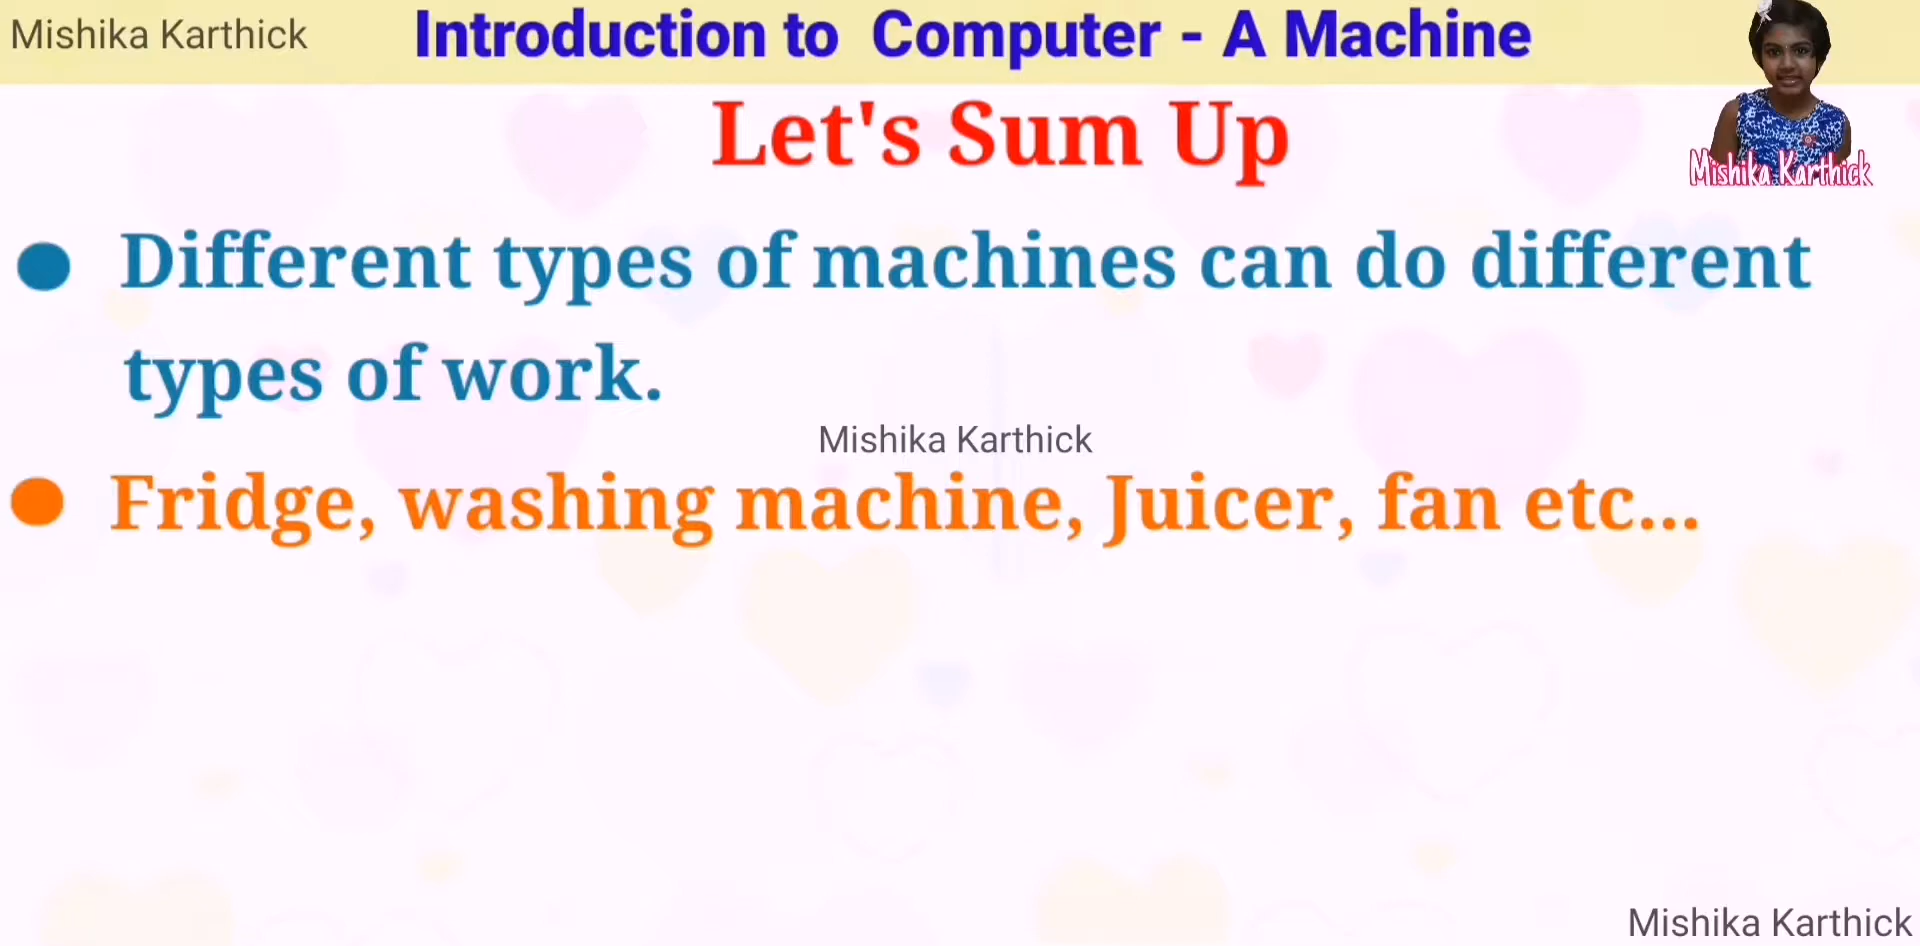 Mishika Karthick
Introduction to Computer - A Machine
Mishika Karthick
Let's Sum Up
● Different types of machines can do different
types of work.
Mishika Karthick
● Fridge, washing machine, Juicer, fan etc...
Mishika Karthick